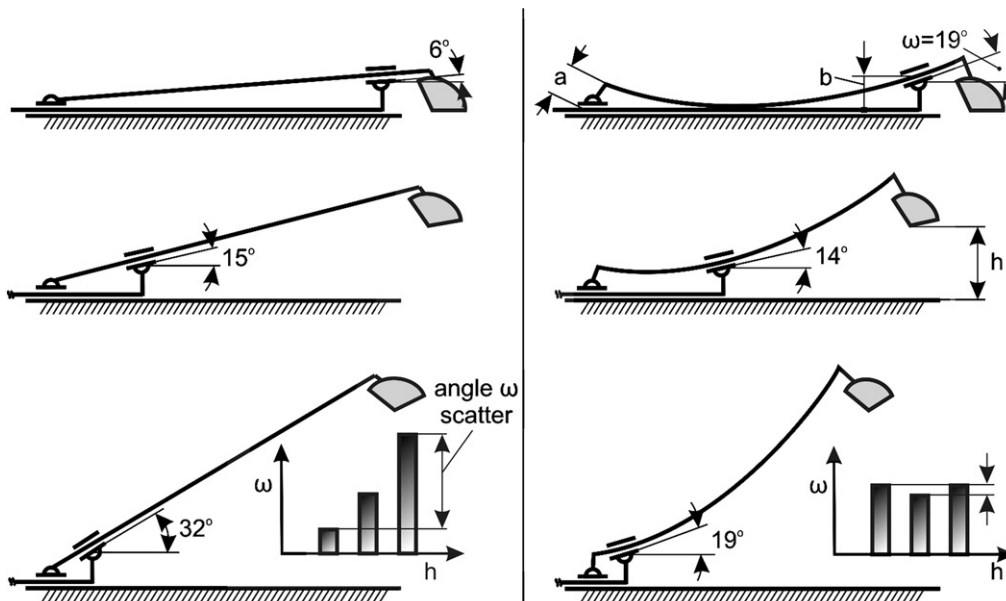 6°
15°
32°
angle ω
scatter
ω
h
a
b
ω=19°
14°
h
19°
ω
h